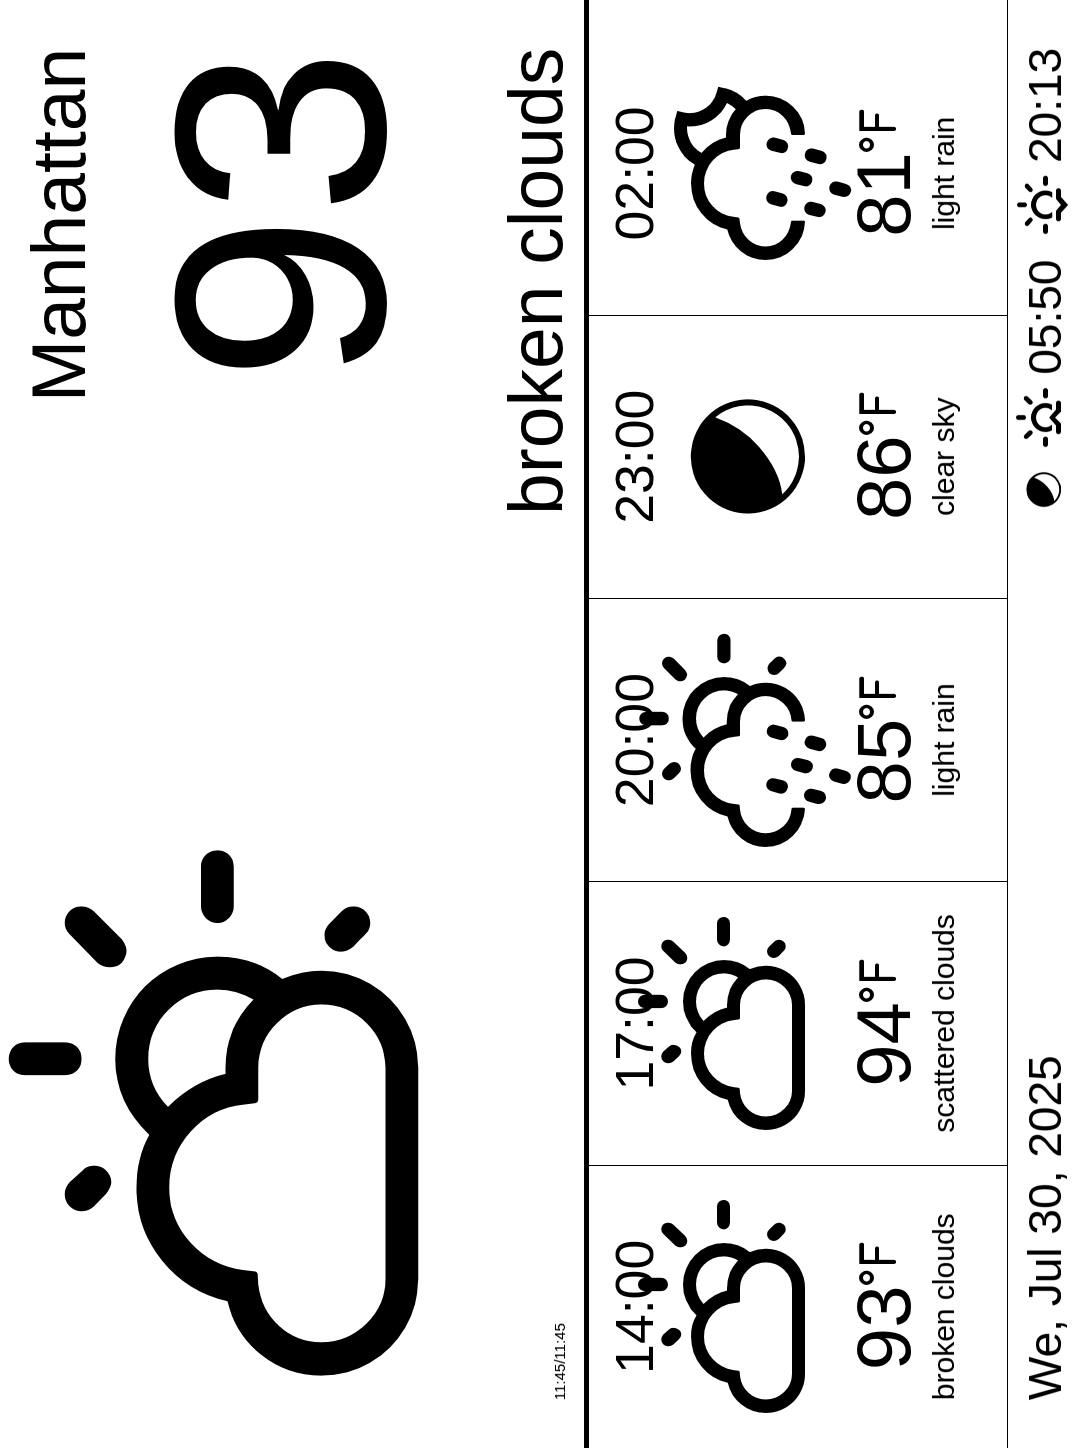 Manhattan
93
broken clouds
11:45/11:45
14:00
93°F
broken clouds
17:00
94°F
scattered clouds
20:00
85°F
light rain
23:00
86°F
clear sky
02:00
81°F
light rain
We, Jul 30, 2025
05:50
20:13